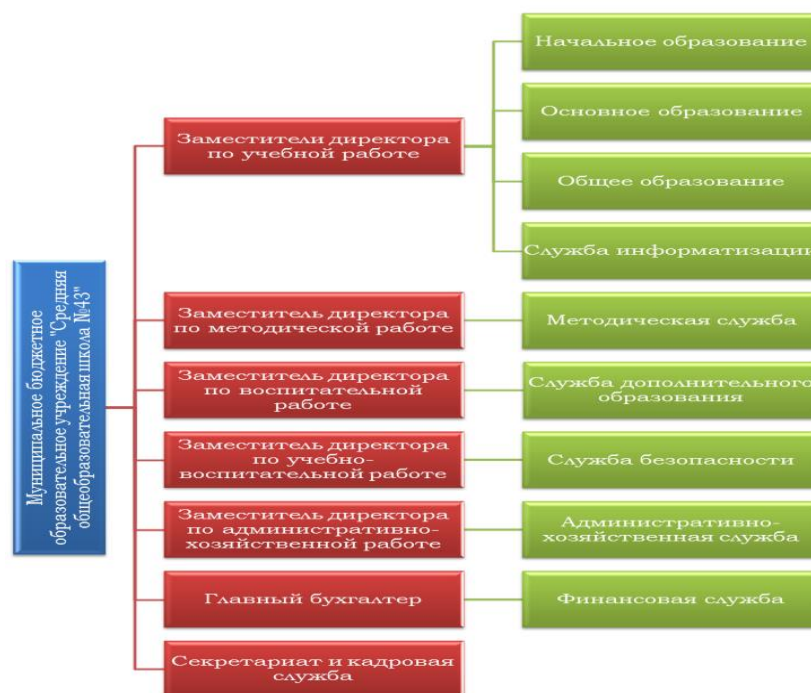 Муниципальное бюджетное
образовательное учреждение "Средняя
общеобразовательная школа №43"
Заместители директора
по учебной работе
Начальное образование
Основное образование
Общее образование
Служба информатизации
Заместитель директора
по методической работе
Методическая служба
Заместитель директора
по воспитательной
работе
Служба дополнительного
образования
Заместитель директора
по учебно-
воспитательной работе
Служба безопасности
Заместитель директора
по административно-
хозяйственной работе
Административно-
хозяйственная служба
Главный бухгалтер
Финансовая служба
Секретариат и кадровая
служба